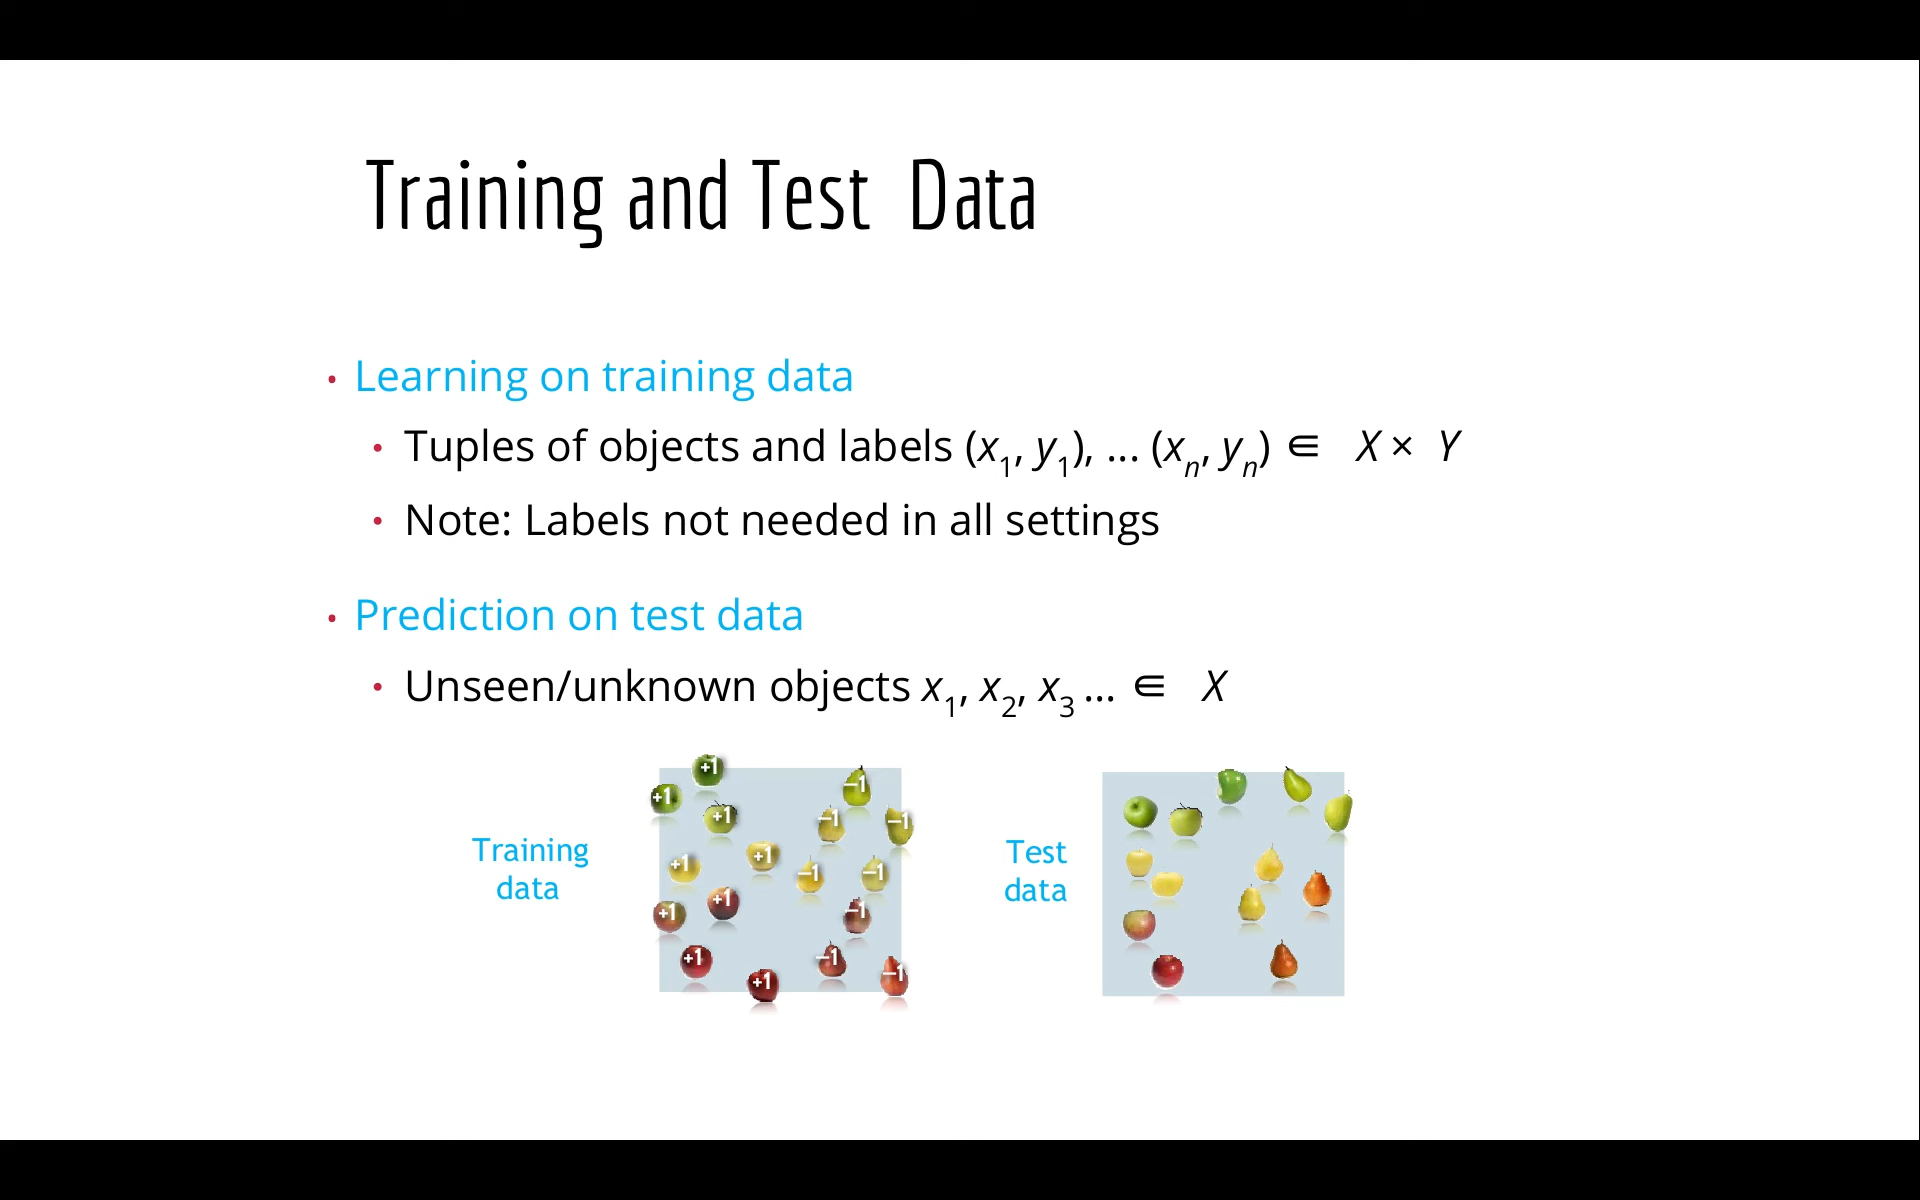 Training and Test Data
• Learning on training data
• Tuples of objects and labels (x₁, y₁), ... (xₙ, yₙ) ∈ X × Y
• Note: Labels not needed in all settings
• Prediction on test data
• Unseen/unknown objects x₁, x₂, x₃ ... ∈ X
Training
data
+1
+1
+1
+1
+1
+1
+1
+1
+1
−1
−1
−1
−1
−1
−1
−1
−1
Test
data